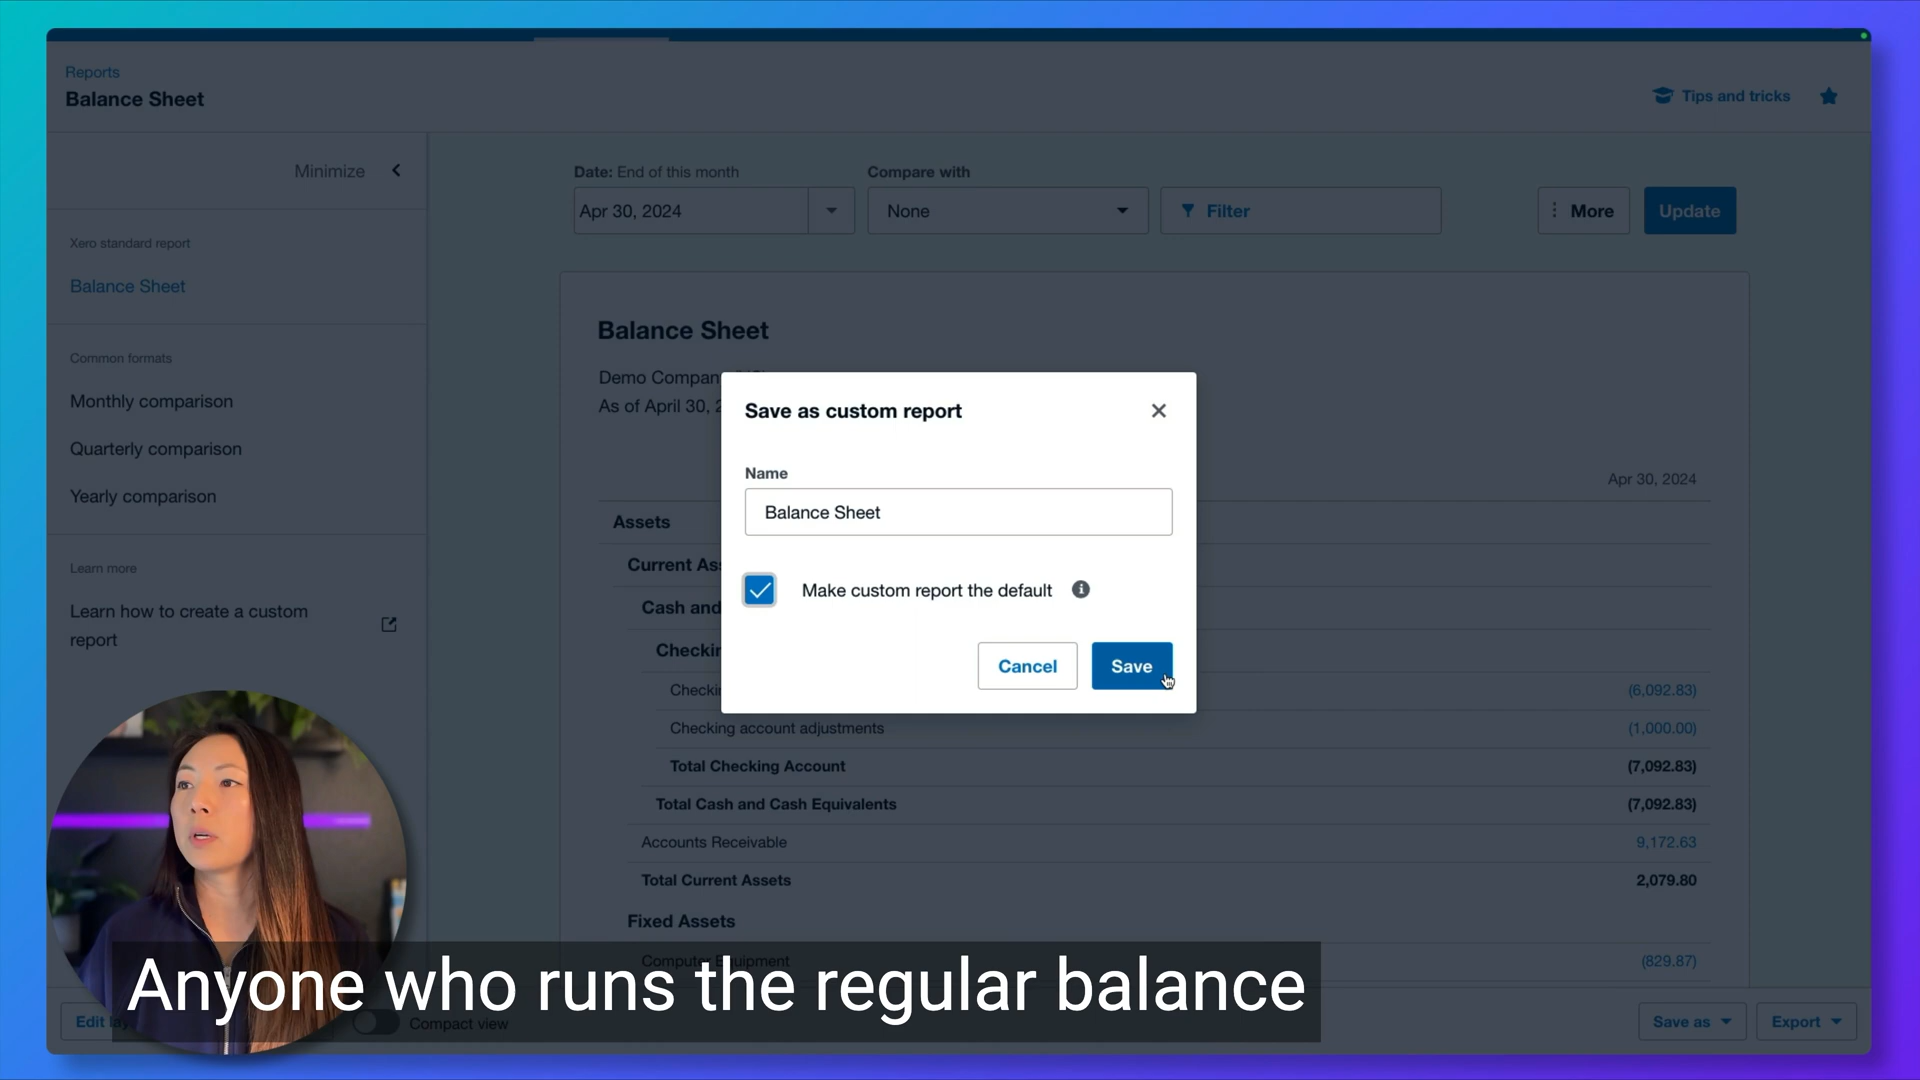 Reports
Balance Sheet
Tips and tricks
Minimize
Xero standard report
Balance Sheet
Common formats
Monthly comparison
Quarterly comparison
Yearly comparison
Learn more
Learn how to create a custom
report
Date: End of this month
Apr 30, 2024
Compare with
None
Filter
More
Update
Balance Sheet
Demo Compan
As of April 30,
Apr 30, 2024
Save as custom report
Name
Balance Sheet
Make custom report the default
Cancel
Save
Assets
Current As
Cash and
Checkin
Checki
(6,092.83)
Checking account adjustments
(1,000.00)
Total Checking Account
(7,092.83)
Total Cash and Cash Equivalents
(7,092.83)
Accounts Receivable
9,172.63
Total Current Assets
2,079.80
Fixed Assets
Computer Equipment
(829.87)
Anyone who runs the regular balance
Edit
Compact view
Save as
Export